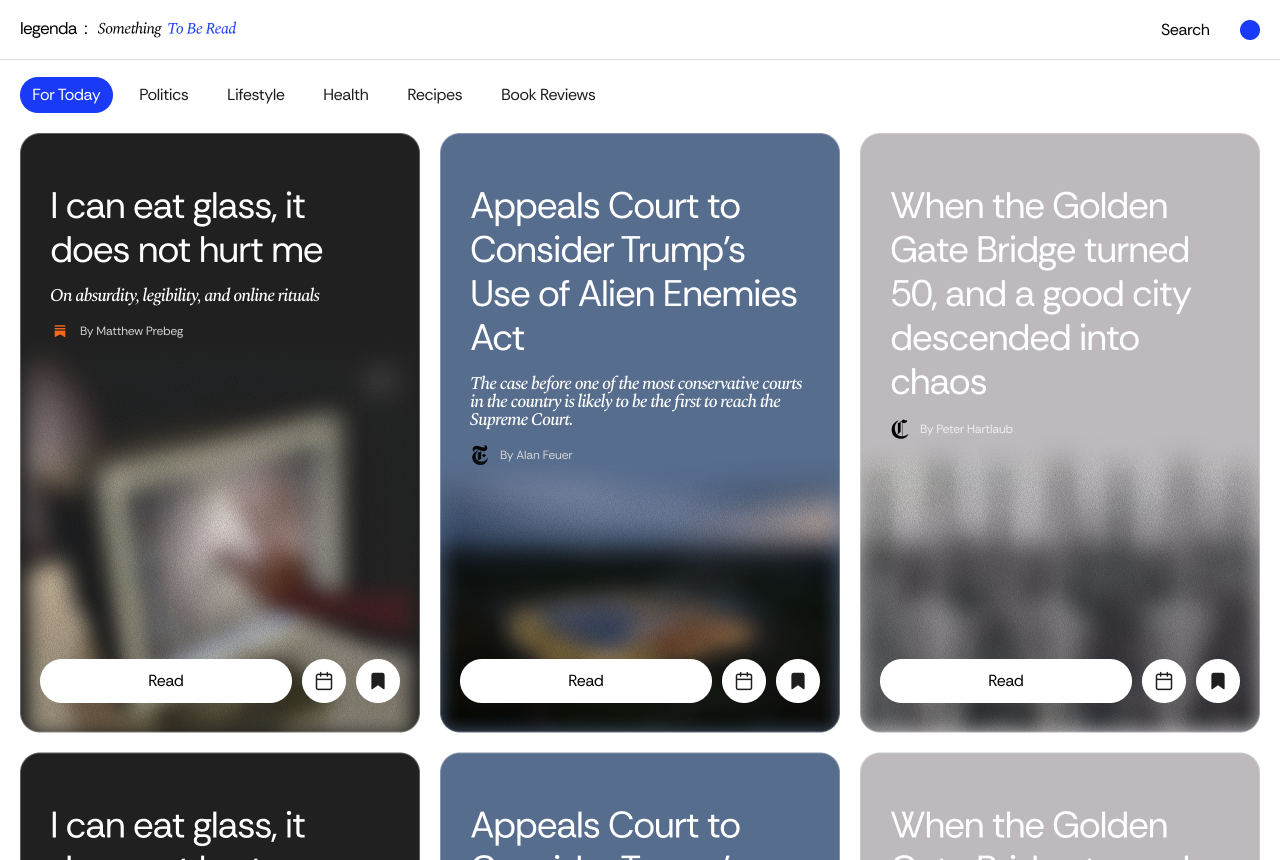 legenda : Something To Be Read
Search
For Today
Politics
Lifestyle
Health
Recipes
Book Reviews
I can eat glass, it
does not hurt me
On absurdity, legibility, and online rituals
By Matthew Prebeg
Read
Appeals Court to
Consider Trump’s
Use of Alien Enemies
Act
The case before one of the most conservative courts
in the country is likely to be the first to reach the
Supreme Court.
By Alan Feuer
Read
When the Golden
Gate Bridge turned
50, and a good city
descended into
chaos
By Peter Hartlaub
Read
I can eat glass, it
Appeals Court to
When the Golden